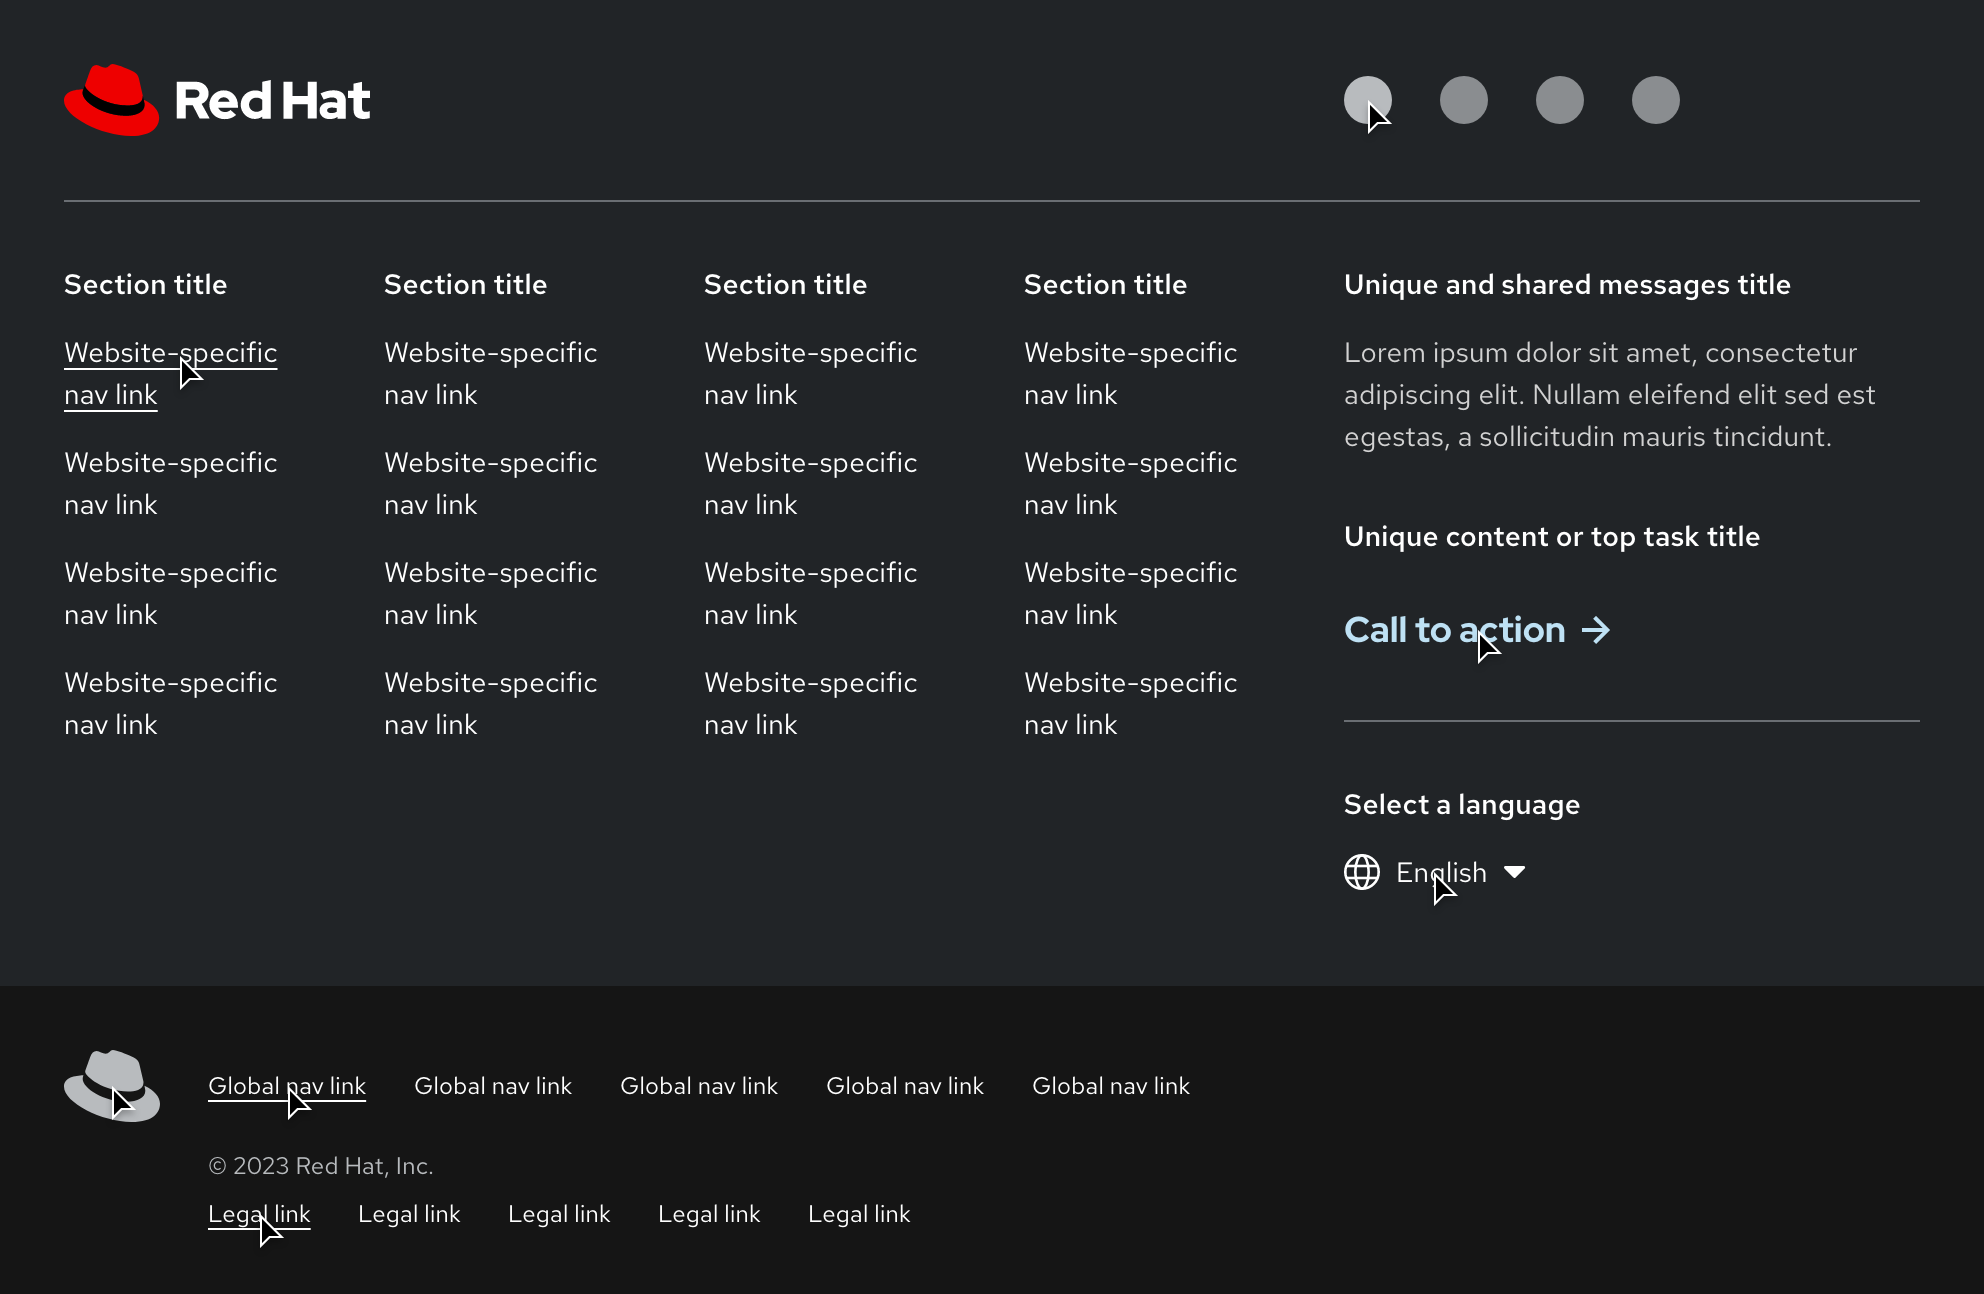 Red Hat
Section title
Website-specific
nav link
Website-specific
nav link
Website-specific
nav link
Website-specific
nav link
Section title
Website-specific
nav link
Website-specific
nav link
Website-specific
nav link
Website-specific
nav link
Section title
Website-specific
nav link
Website-specific
nav link
Website-specific
nav link
Website-specific
nav link
Section title
Website-specific
nav link
Website-specific
nav link
Website-specific
nav link
Website-specific
nav link
Unique and shared messages title
Lorem ipsum dolor sit amet, consectetur
adipiscing elit. Nullam eleifend elit sed est
egestas, a sollicitudin mauris tincidunt.
Unique content or top task title
Call to action →
Select a language
English
Global nav link Global nav link Global nav link Global nav link Global nav link
© 2023 Red Hat, Inc.
Legal link Legal link Legal link Legal link Legal link